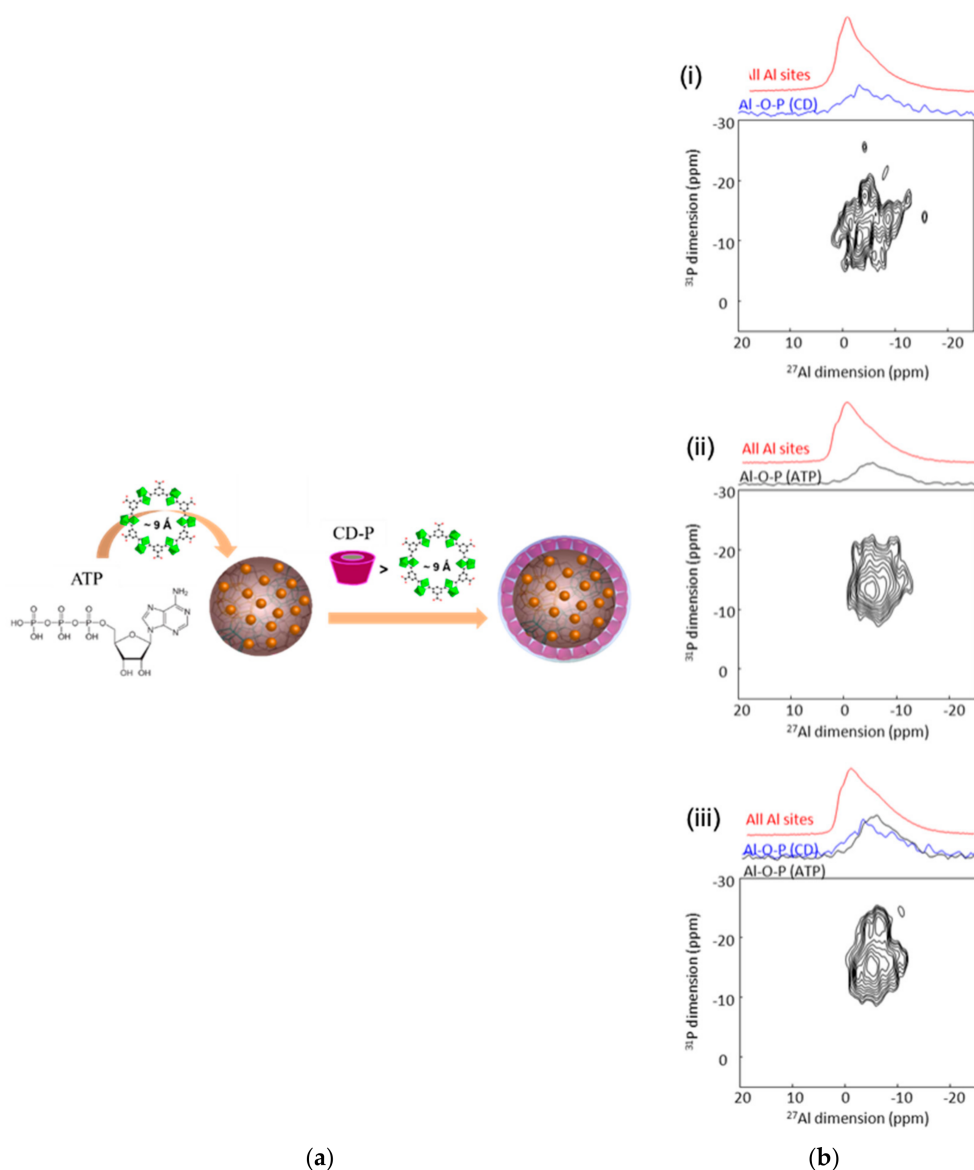 ~ 9 Å
ATP
HO
O
P
OH
O
O
P
OH
O
O
P
OH
O
O
N
N
NH₂
N
N
OH
OH
CD-P
>
~ 9 Å
(a)
(i)
All Al sites
Al -O-P (CD)
-30
-20
-10
0
³¹P dimension (ppm)
20 10 0 -10 -20
²⁷Al dimension (ppm)
(ii)
All Al sites
Al-O-P (ATP)
-30
-20
-10
0
³¹P dimension (ppm)
20 10 0 -10 -20
²⁷Al dimension (ppm)
(iii)
All Al sites
Al-O-P (CD)
Al-O-P (ATP)
-30
-20
-10
0
³¹P dimension (ppm)
20 10 0 -10 -20
²⁷Al dimension (ppm)
(b)